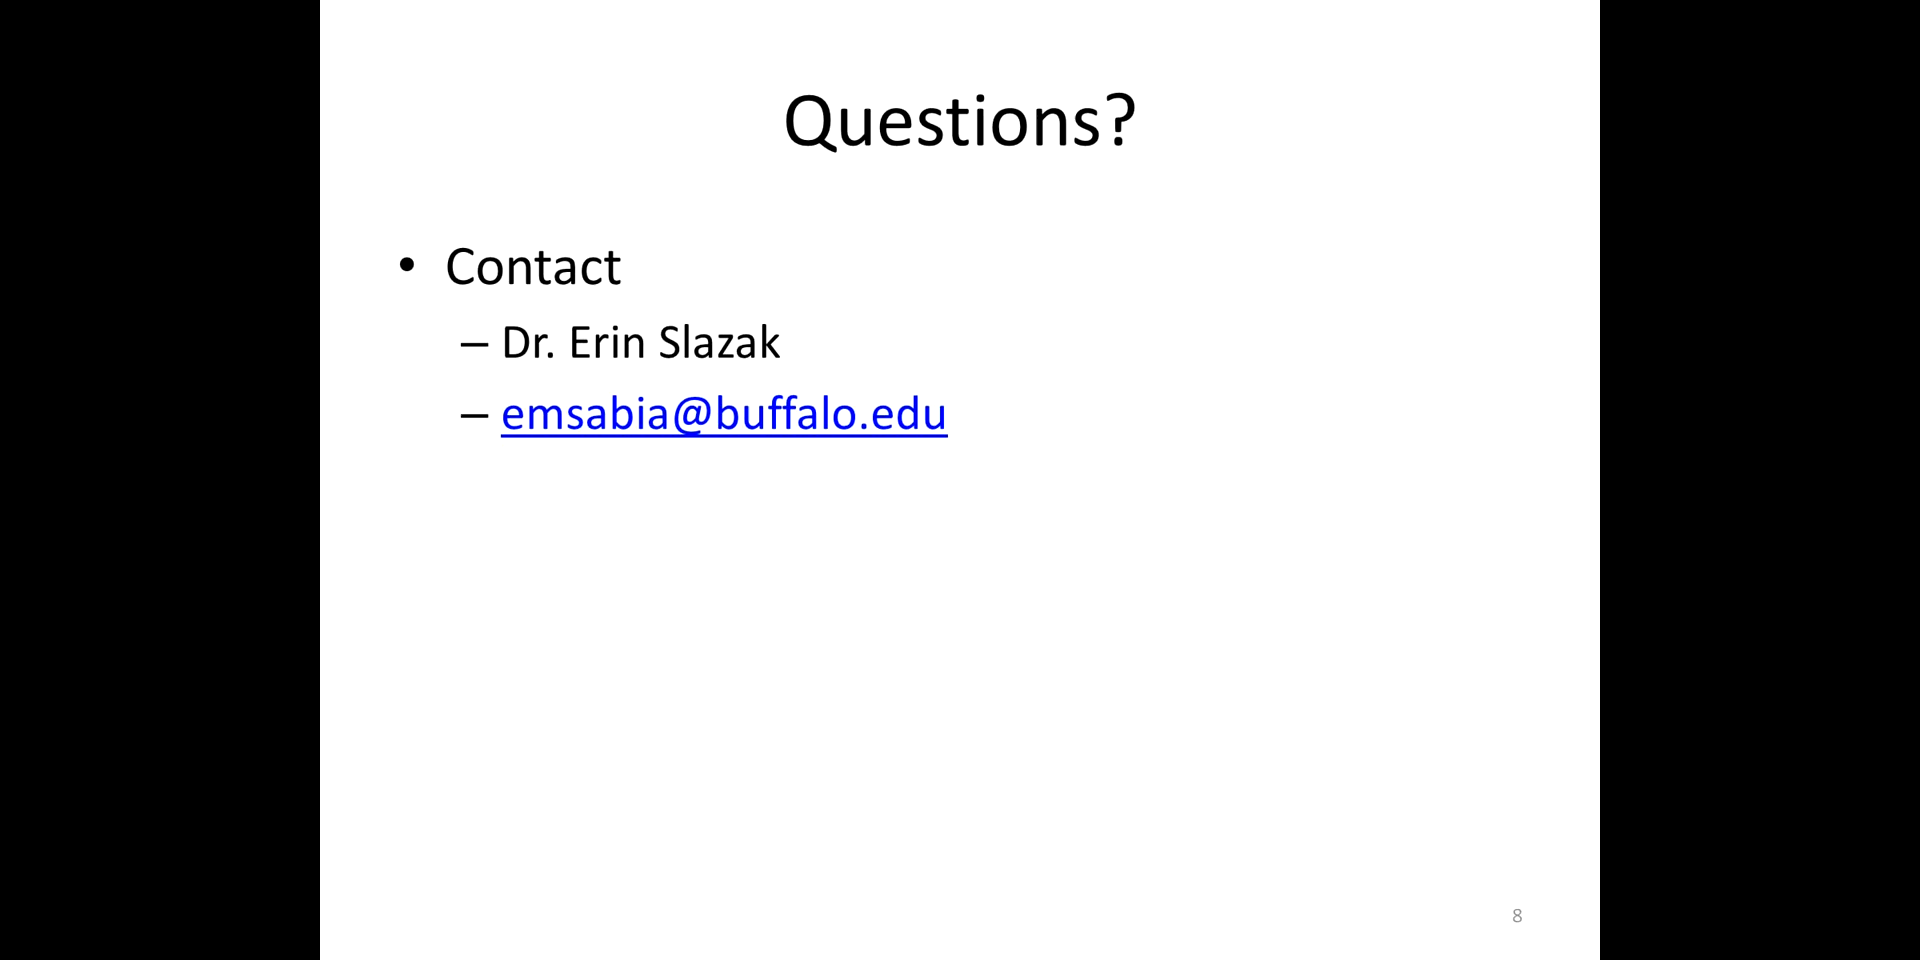 Questions?
• Contact
– Dr. Erin Slazak
– emsabia@buffalo.edu
8